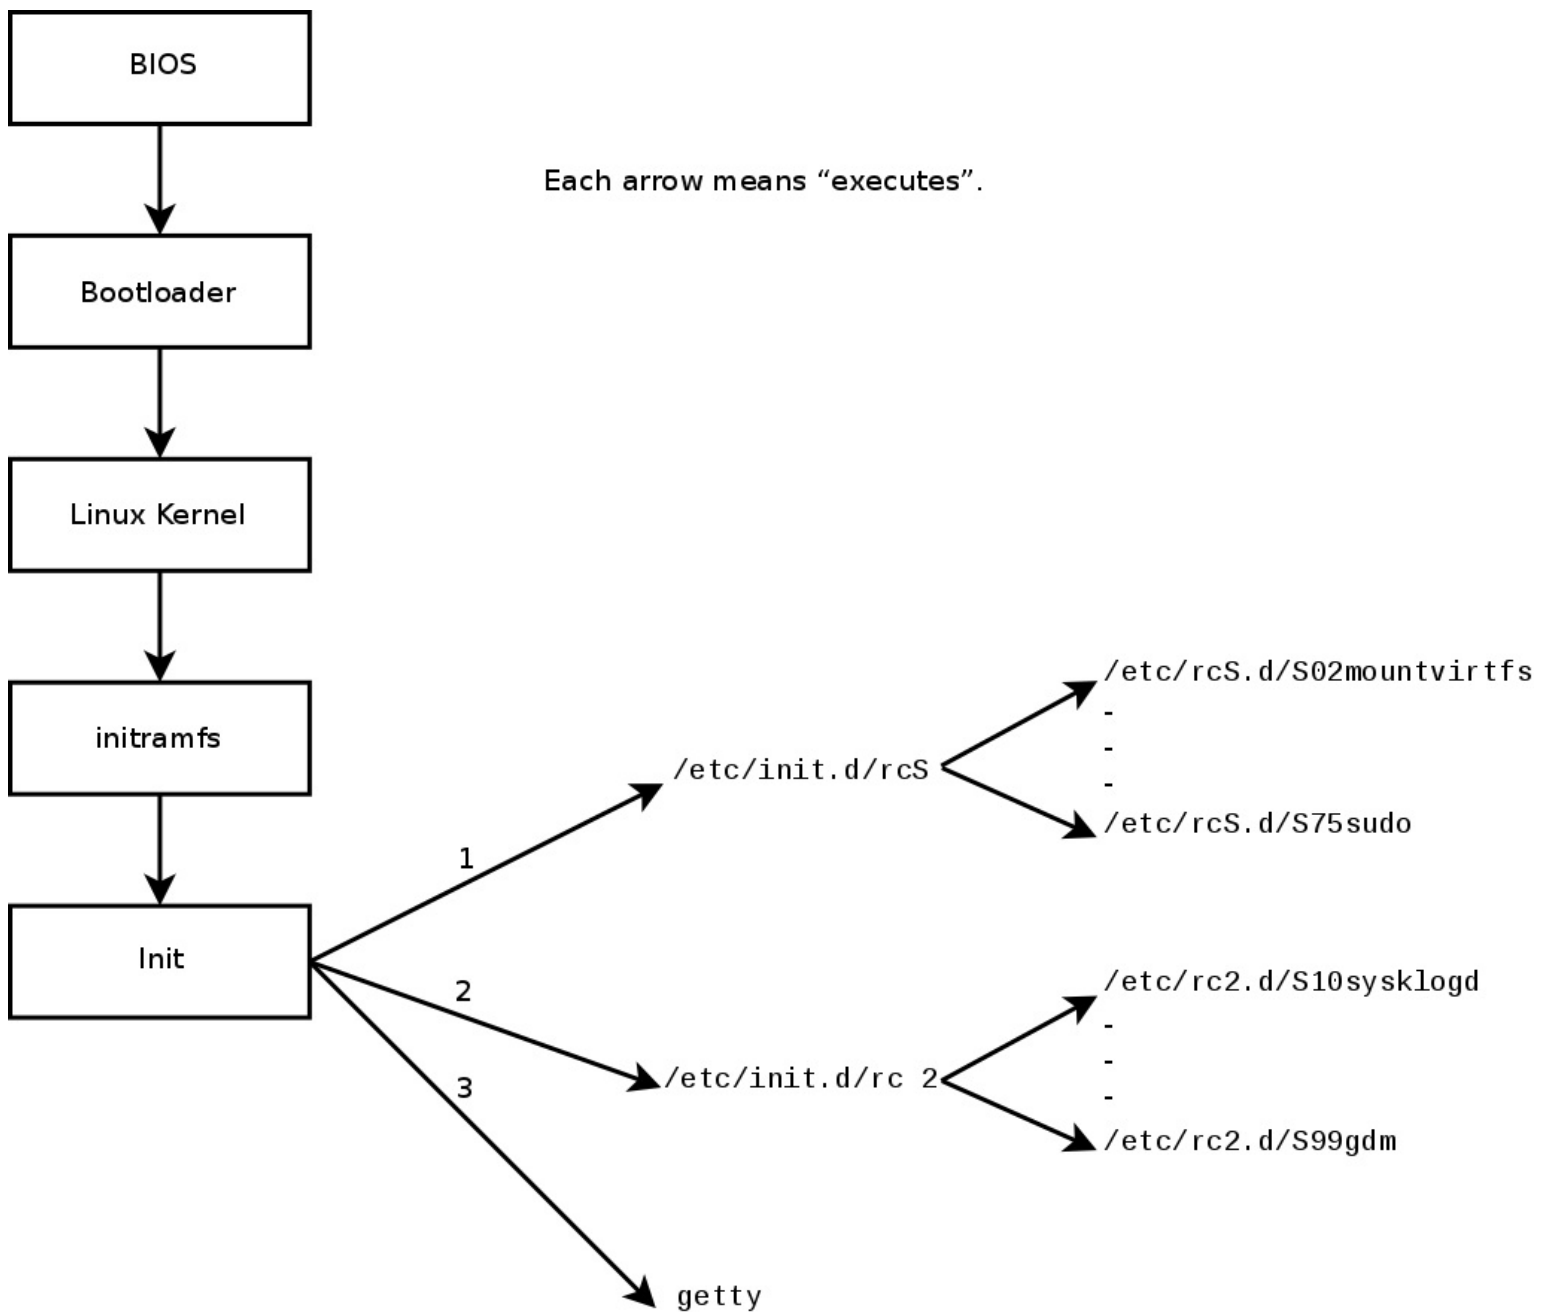 BIOS
Each arrow means “executes”.
Bootloader
Linux Kernel
initramfs
Init
1
2
3
/etc/init.d/rcS
/etc/rcS.d/S02mountvirtfs
-
-
-
/etc/rcS.d/S75sudo
/etc/init.d/rc 2
/etc/rc2.d/S10sysklogd
-
-
-
/etc/rc2.d/S99gdm
getty